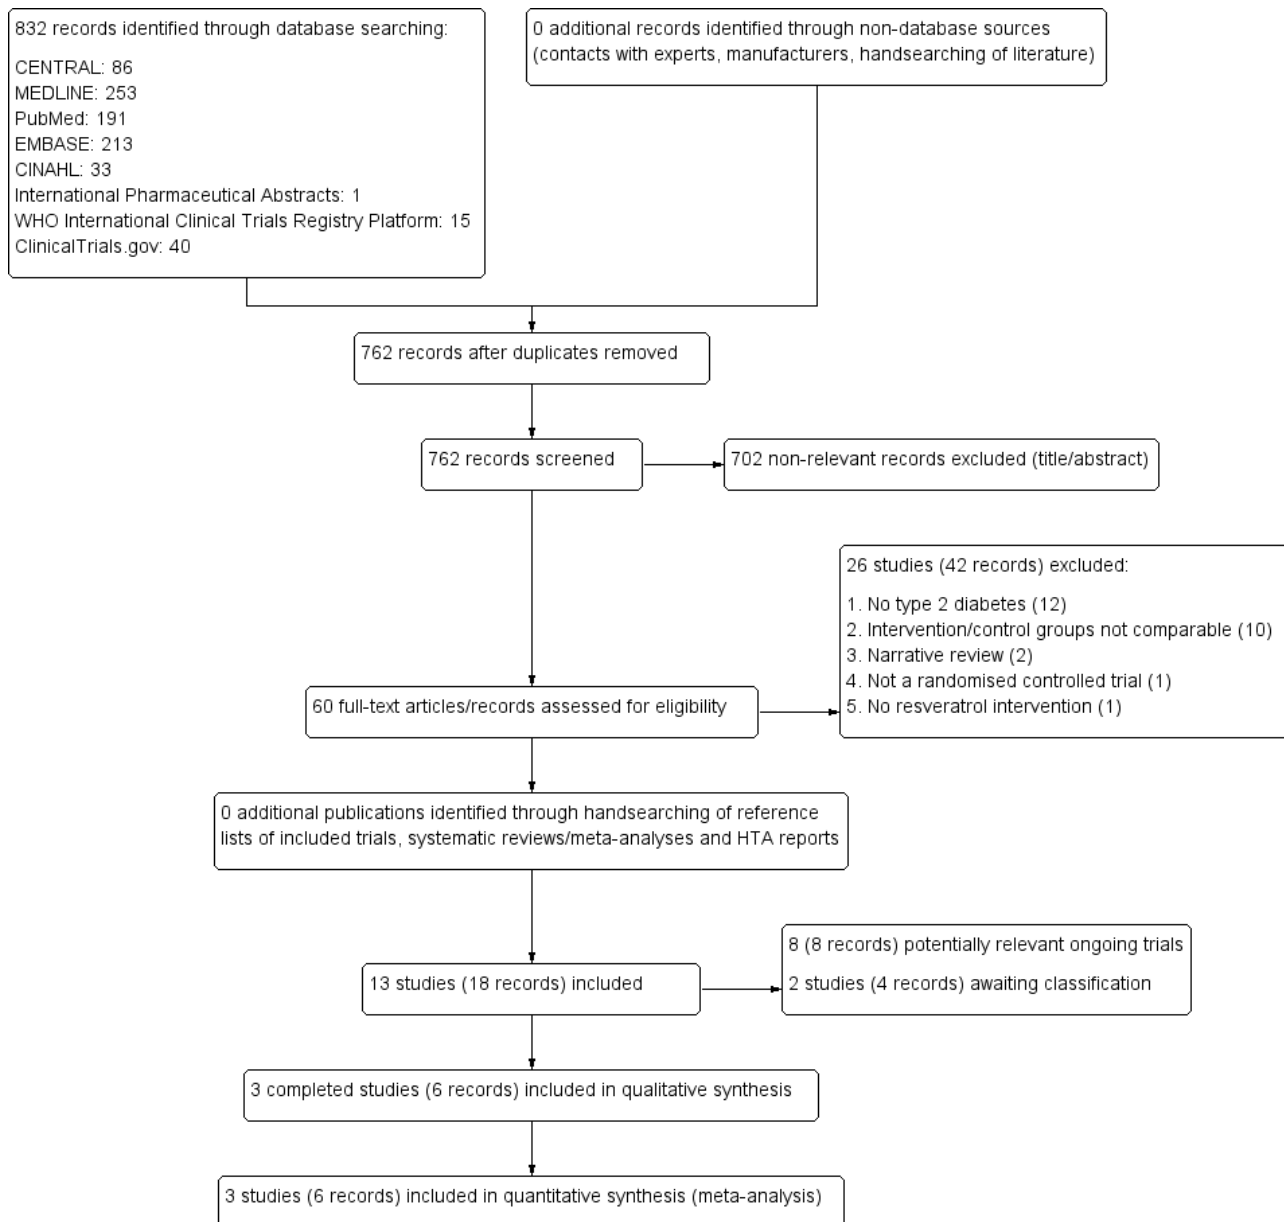 832 records identified through database searching:
CENTRAL: 86
MEDLINE: 253
PubMed: 191
EMBASE: 213
CINAHL: 33
International Pharmaceutical Abstracts: 1
WHO International Clinical Trials Registry Platform: 15
ClinicalTrials.gov: 40
0 additional records identified through non-database sources
(contacts with experts, manufacturers, handsearching of literature)
762 records after duplicates removed
762 records screened
702 non-relevant records excluded (title/abstract)
26 studies (42 records) excluded:
1. No type 2 diabetes (12)
2. Intervention/control groups not comparable (10)
3. Narrative review (2)
4. Not a randomised controlled trial (1)
5. No resveratrol intervention (1)
60 full-text articles/records assessed for eligibility
0 additional publications identified through handsearching of reference
lists of included trials, systematic reviews/meta-analyses and HTA reports
8 (8 records) potentially relevant ongoing trials
2 studies (4 records) awaiting classification
13 studies (18 records) included
3 completed studies (6 records) included in qualitative synthesis
3 studies (6 records) included in quantitative synthesis (meta-analysis)